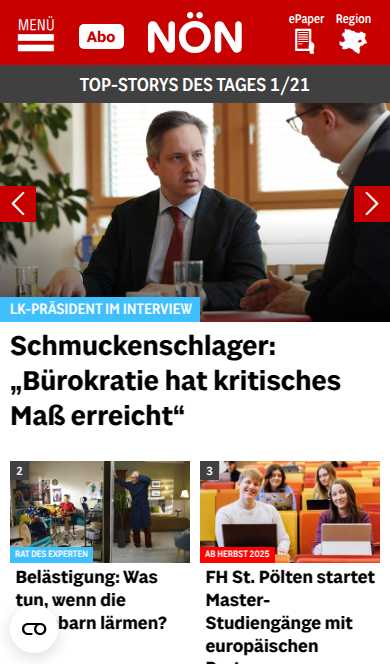 MENÜ
Abo
NÖN
ePaper
Region
TOP-STORYS DES TAGES 1/21
LK-PRÄSIDENT IM INTERVIEW
Schmuckenschlager:
„Bürokratie hat kritisches
Maß erreicht“
2
RAT DES EXPERTEN
Belästigung: Was
tun, wenn die
barn lärmen?
3
AB HERBST 2025
FH St. Pölten startet
Master-
Studiengänge mit
europäischen